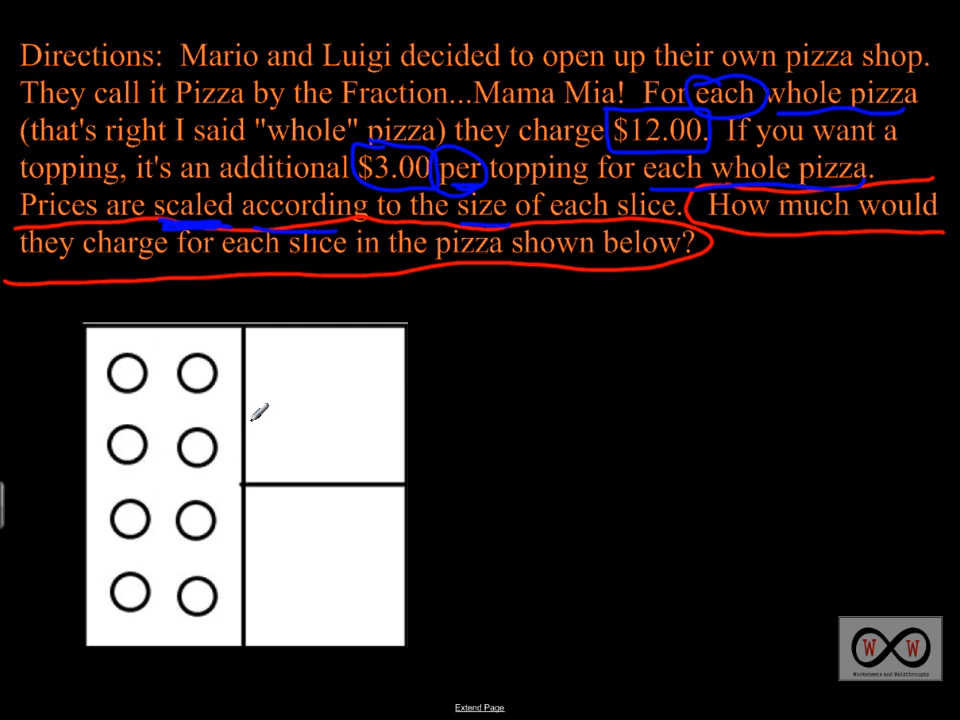 Directions:  Mario and Luigi decided to open up their own pizza shop.
They call it Pizza by the Fraction...Mama Mia!  For each whole pizza
(that's right I said "whole" pizza) they charge $12.00.  If you want a
topping, it's an additional $3.00 per topping for each whole pizza.
Prices are scaled according to the size of each slice.   How much would
they charge for each slice in the pizza shown below?
W W
Worksheets and Walkthroughs
Extend Page